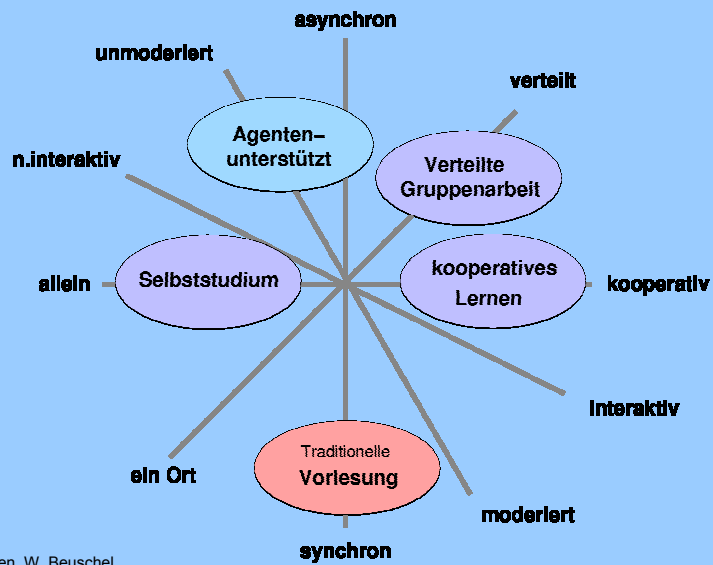 asynchron
unmoderiert
verteilt
Agenten–
unterstützt
n.interaktiv
Verteilte
Gruppenarbeit
allein
Selbststudium
kooperatives
Lernen
kooperativ
interaktiv
Traditionelle
Vorlesung
ein Ort
moderiert
synchron
en, W. Beuschel